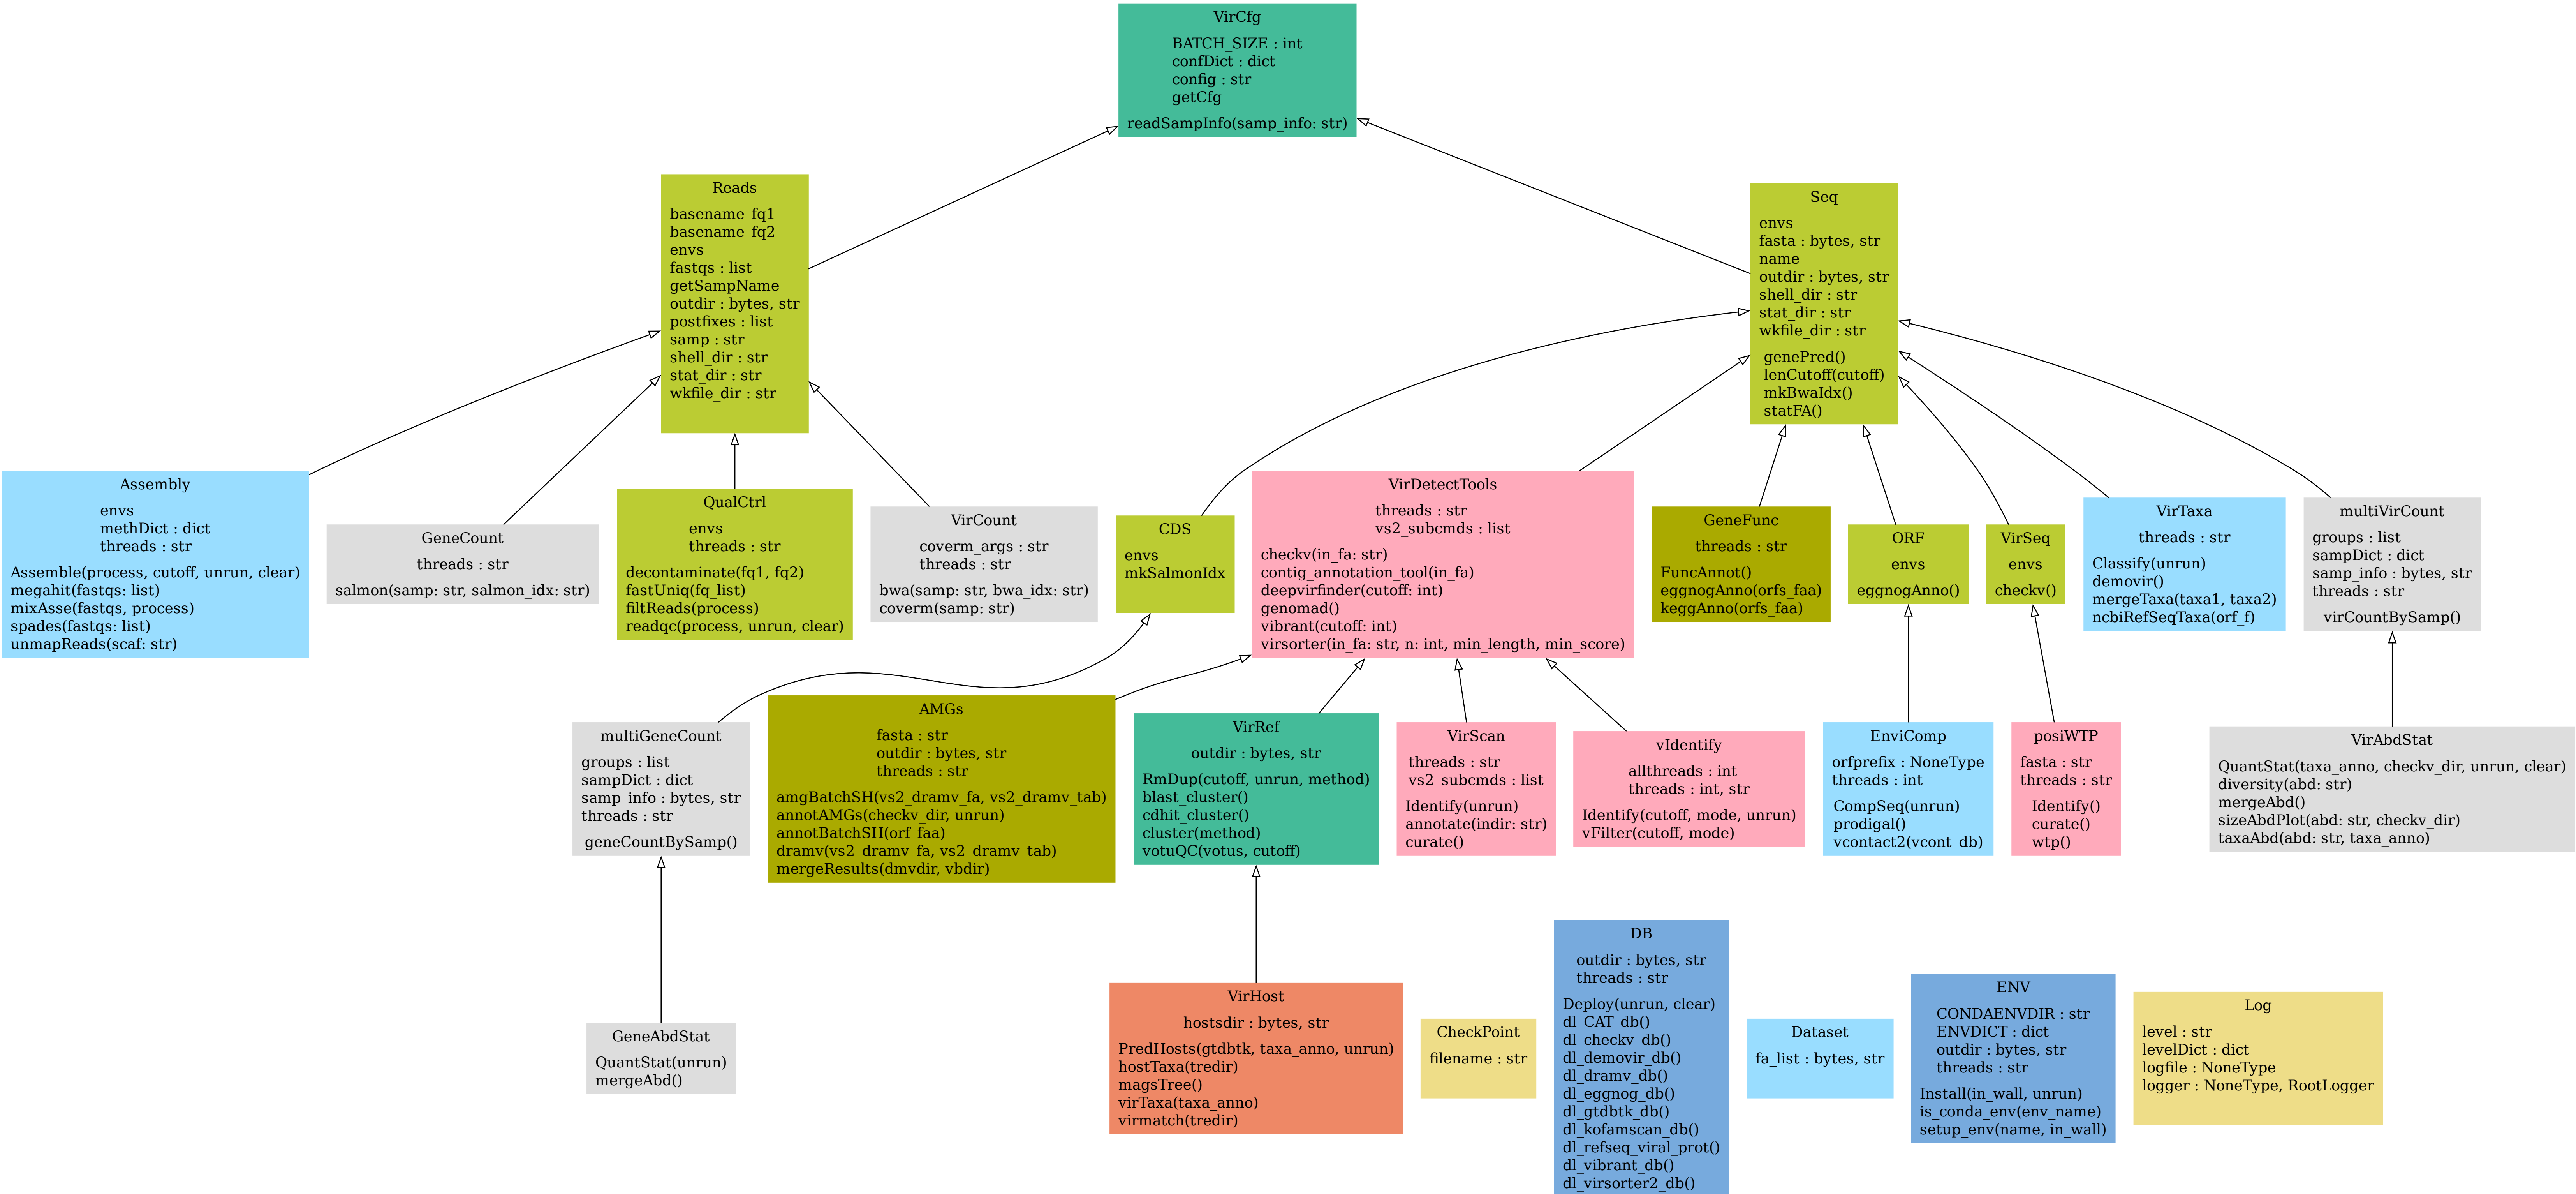 VirCfg
BATCH_SIZE : int
confDict : dict
config : str
getCfg
readSampInfo(samp_info: str)
Reads
basename_fq1
basename_fq2
envs
fastqs : list
getSampName
outdir : bytes, str
postfixes : list
samp : str
shell_dir : str
stat_dir : str
wkfile_dir : str
Seq
envs
fasta : bytes, str
name
outdir : bytes, str
shell_dir : str
stat_dir : str
wkfile_dir : str
genePred()
lenCutoff(cutoff)
mkBwaIdx()
statFA()
Assembly
envs
methDict : dict
threads : str
Assemble(process, cutoff, unrun, clear)
megahit(fastqs: list)
mixAsse(fastqs, process)
spades(fastqs: list)
unmapReads(scaf: str)
GeneCount
threads : str
salmon(samp: str, salmon_idx: str)
QualCtrl
envs
threads : str
decontaminate(fq1, fq2)
fastUniq(fq_list)
filtReads(process)
readqc(process, unrun, clear)
VirCount
coverm_args : str
threads : str
bwa(samp: str, bwa_idx: str)
coverm(samp: str)
CDS
envs
mkSalmonIdx
VirDetectTools
threads : str
vs2_subcmds : list
checkv(in_fa: str)
contig_annotation_tool(in_fa)
deepvirfinder(cutoff: int)
genomad()
vibrant(cutoff: int)
virsorter(in_fa: str, n: int, min_length, min_score)
GeneFunc
threads : str
FuncAnnot()
eggnogAnno(orfs_faa)
keggAnno(orfs_faa)
ORF
envs
eggnogAnno()
VirSeq
envs
checkv()
VirTaxa
threads : str
Classify(unrun)
demovir()
mergeTaxa(taxa1, taxa2)
ncbiRefSeqTaxa(orf_f)
multiVirCount
groups : list
sampDict : dict
samp_info : bytes, str
threads : str
virCountBySamp()
multiGeneCount
groups : list
sampDict : dict
samp_info : bytes, str
threads : str
geneCountBySamp()
AMGs
fasta : str
outdir : bytes, str
threads : str
amgBatchSH(vs2_dramv_fa, vs2_dramv_tab)
annotAMGs(checkv_dir, unrun)
annotBatchSH(orf_faa)
dramv(vs2_dramv_fa, vs2_dramv_tab)
mergeResults(dmvdir, vbdir)
VirRef
outdir : bytes, str
RmDup(cutoff, unrun, method)
blast_cluster()
cdhit_cluster()
cluster(method)
votuQC(votus, cutoff)
VirScan
threads : str
vs2_subcmds : list
Identify(unrun)
annotate(indir: str)
curate()
vIdentify
allthreads : int
threads : int, str
Identify(cutoff, mode, unrun)
vFilter(cutoff, mode)
EnviComp
orfprefix : NoneType
threads : int
CompSeq(unrun)
prodigal()
vcontact2(vcont_db)
posiWTP
fasta : str
threads : str
Identify()
curate()
wtp()
VirAbdStat
QuantStat(taxa_anno, checkv_dir, unrun, clear)
diversity(abd: str)
mergeAbd()
sizeAbdPlot(abd: str, checkv_dir)
taxaAbd(abd: str, taxa_anno)
GeneAbdStat
QuantStat(unrun)
mergeAbd()
VirHost
hostsdir : bytes, str
PredHosts(gtdbtk, taxa_anno, unrun)
hostTaxa(tredir)
magsTree()
virTaxa(taxa_anno)
virmatch(tredir)
CheckPoint
filename : str
DB
outdir : bytes, str
threads : str
Deploy(unrun, clear)
dl_CAT_db()
dl_checkv_db()
dl_demovir_db()
dl_dramv_db()
dl_eggnog_db()
dl_gtdbtk_db()
dl_kofamscan_db()
dl_refseq_viral_prot()
dl_vibrant_db()
dl_virsorter2_db()
Dataset
fa_list : bytes, str
ENV
CONDAENVDIR : str
ENVDICT : dict
outdir : bytes, str
threads : str
Install(in_wall, unrun)
is_conda_env(env_name)
setup_env(name, in_wall)
Log
level : str
levelDict : dict
logfile : NoneType
logger : NoneType, RootLogger